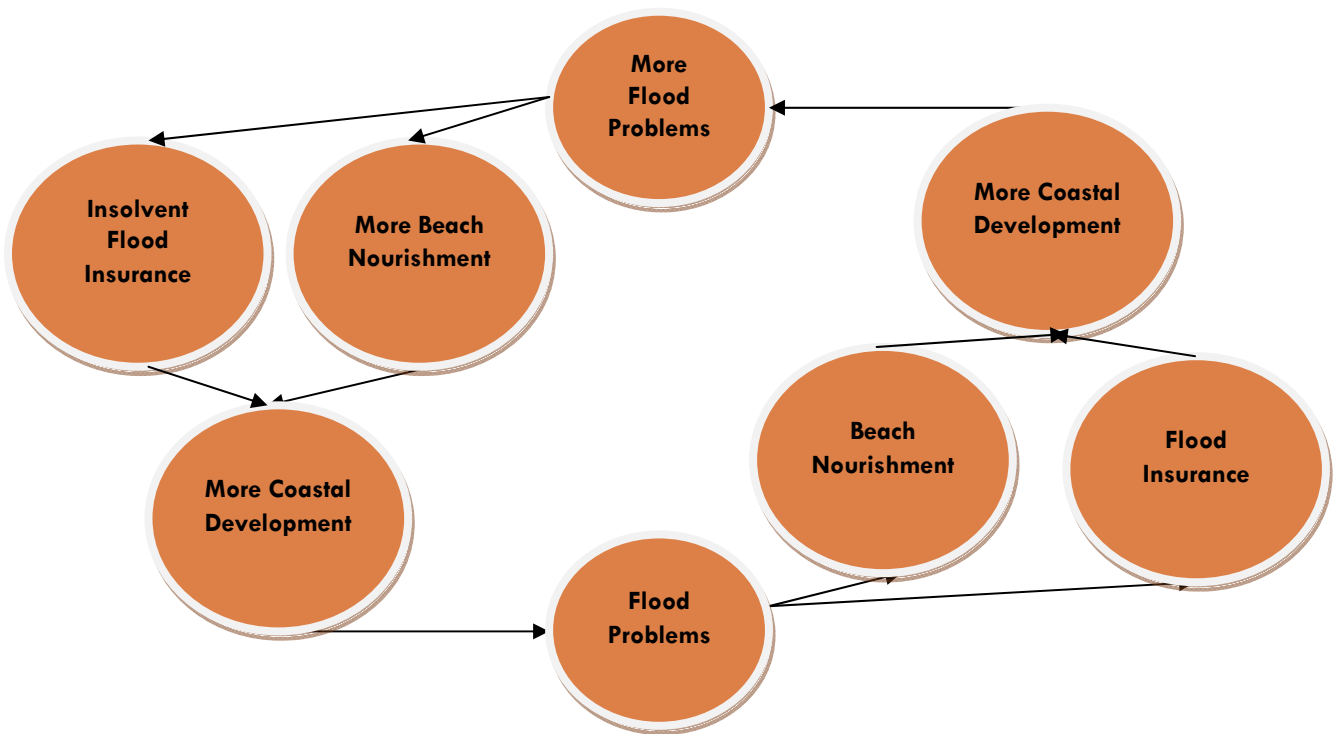 More
Flood
Problems
Insolvent
Flood
Insurance
More Beach
Nourishment
More Coastal
Development
More Coastal
Development
Beach
Nourishment
Flood
Insurance
Flood
Problems